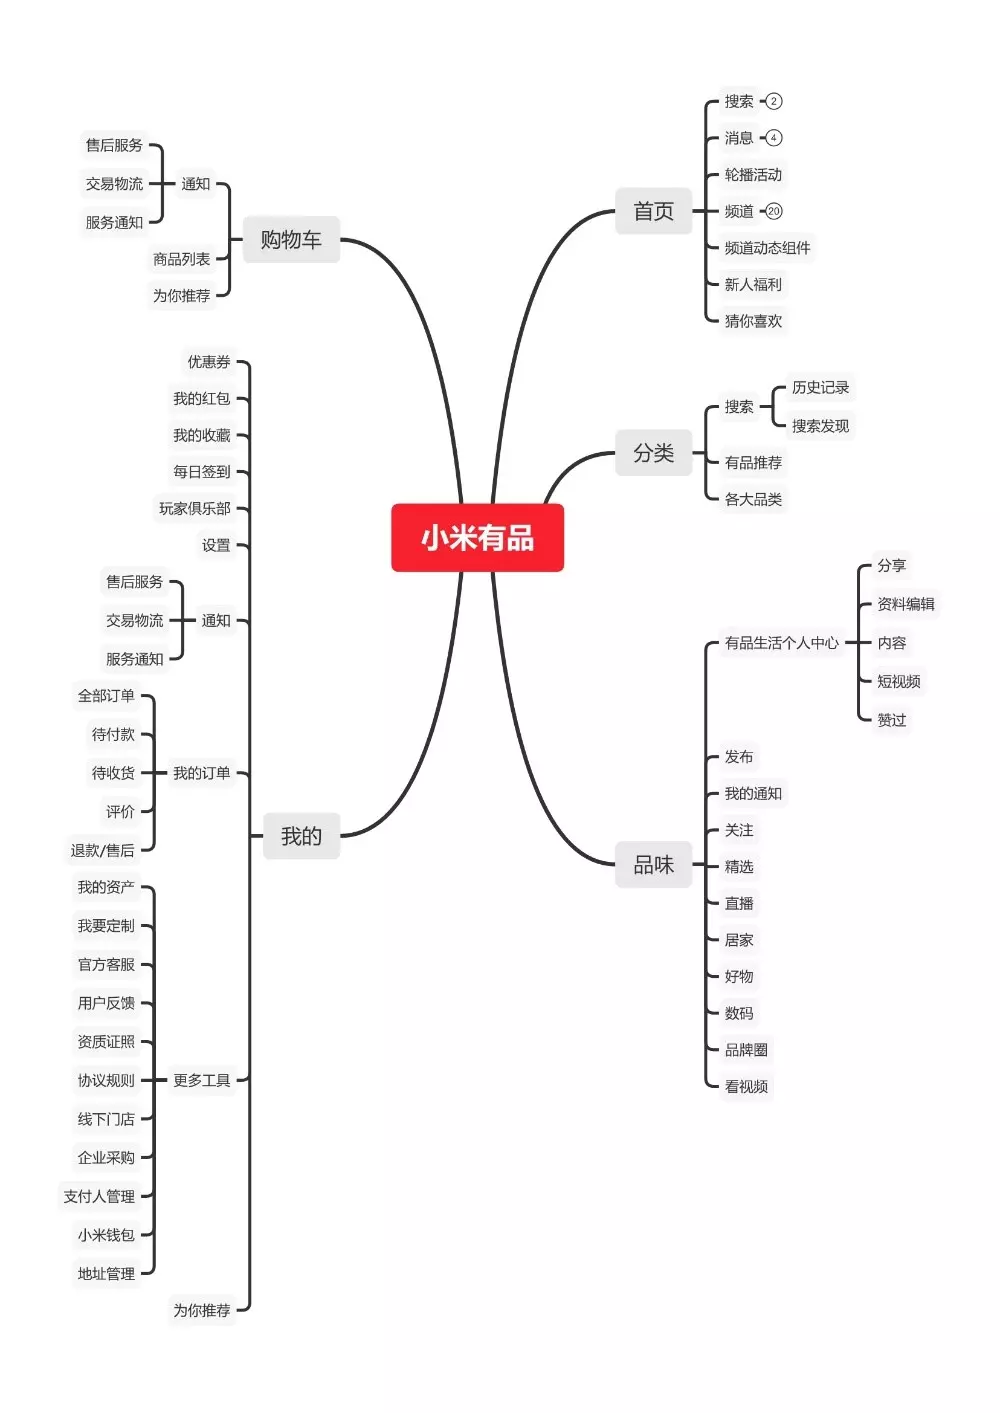 小米有品
首页
搜索
2
消息
4
轮播活动
频道
20
频道动态组件
新人福利
猜你喜欢
分类
搜索
历史记录
搜索发现
有品推荐
各大品类
品味
有品生活个人中心
分享
资料编辑
内容
短视频
赞过
发布
我的通知
关注
精选
直播
居家
好物
数码
品牌圈
看视频
购物车
通知
售后服务
交易物流
服务通知
商品列表
为你推荐
我的
优惠券
我的红包
我的收藏
每日签到
玩家俱乐部
设置
通知
售后服务
交易物流
服务通知
我的订单
全部订单
待付款
待收货
评价
退款/售后
更多工具
我的资产
我要定制
官方客服
用户反馈
资质证照
协议规则
线下门店
企业采购
支付人管理
小米钱包
地址管理
为你推荐